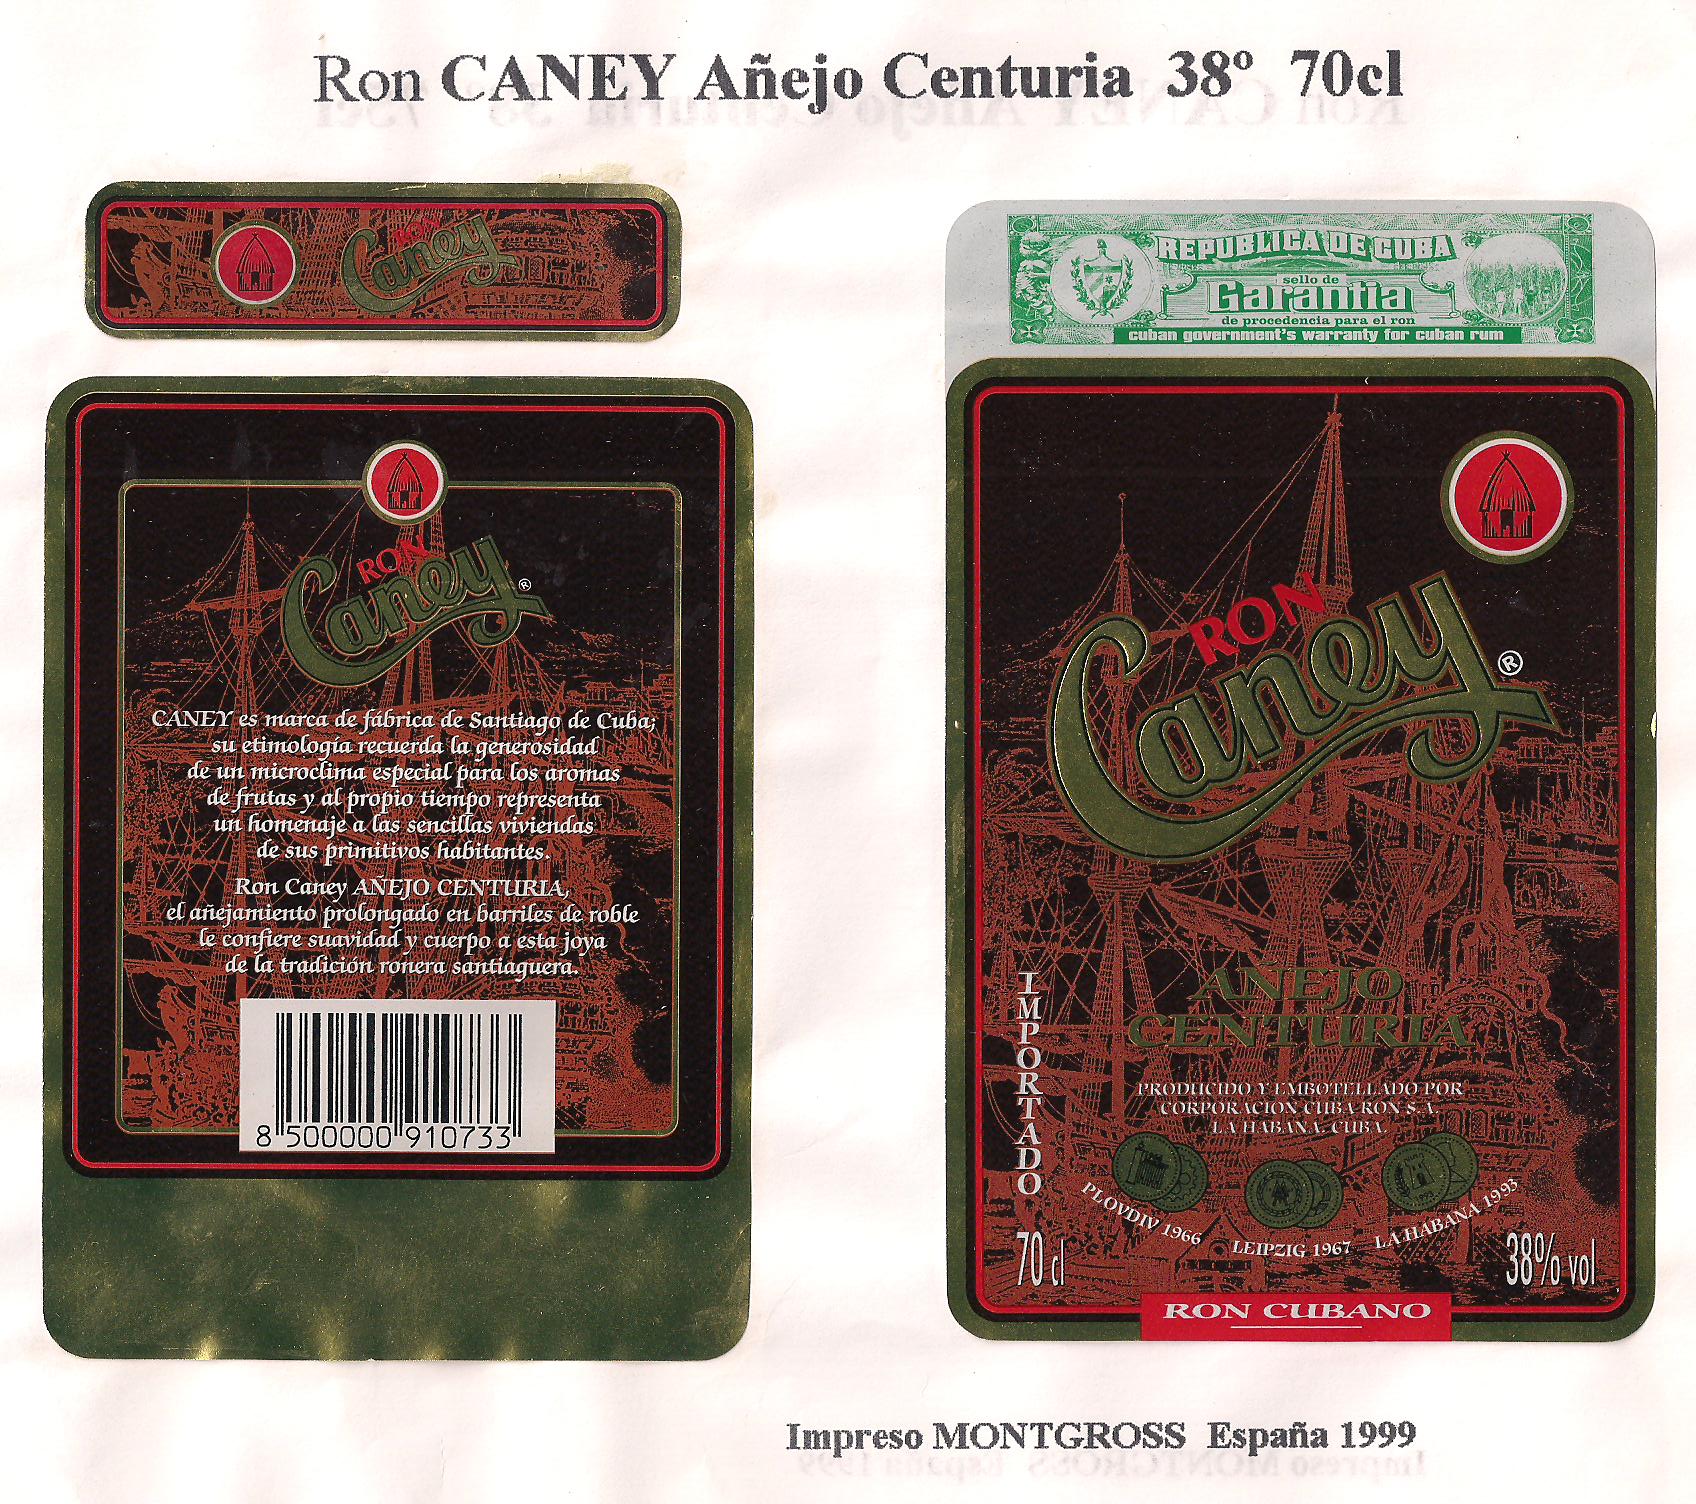 Ron CANEY Añejo Centuria 38º 70cl
RON
Caney
REPUBLICA DE CUBA
sello de
Garantia
de procedencia para el ron
cuban government's warranty for cuban rum
RON
Caney®
CANEY es marca de fábrica de Santiago de Cuba;
su etimología recuerda la generosidad
de un microclima especial para los aromas
de frutas y al propio tiempo representa
un homenaje a las sencillas viviendas
de sus primitivos habitantes.
Ron Caney AÑEJO CENTURIA,
el añejamiento prolongado en barriles de roble
le confiere suavidad y cuerpo a esta joya
de la tradición ronera santiaguera.
8 500000 910733
RON
Caney®
AÑEJO
CENTURIA
IMPORTADO
PRODUCIDO Y EMBOTELLADO POR
CORPORACION CUBA RON S.A.
LA HABANA. CUBA.
PLOVDIV 1966
LEIPZIG 1967
LA HABANA 1993
70 cl
38% vol
RON CUBANO
Impreso MONTGROSS España 1999